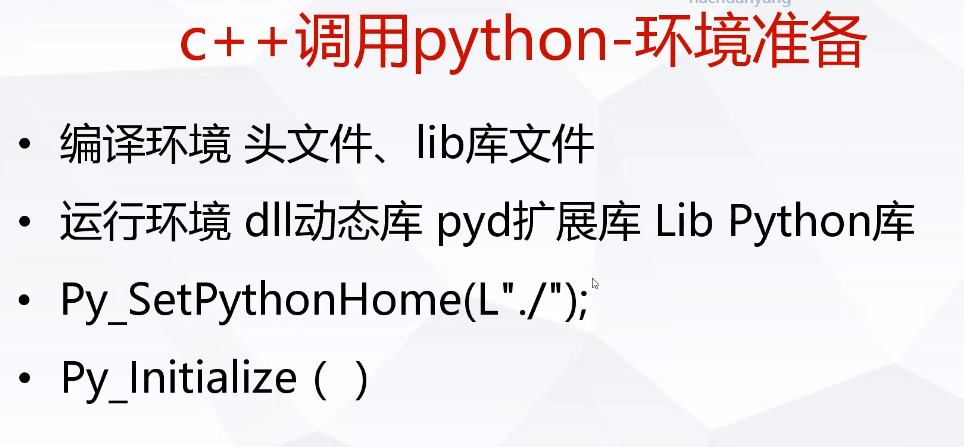 c++调用python-环境准备
• 编译环境 头文件、lib库文件
• 运行环境 dll动态库 pyd扩展库 Lib Python库
• Py_SetPythonHome(L"./");
• Py_Initialize（ ）